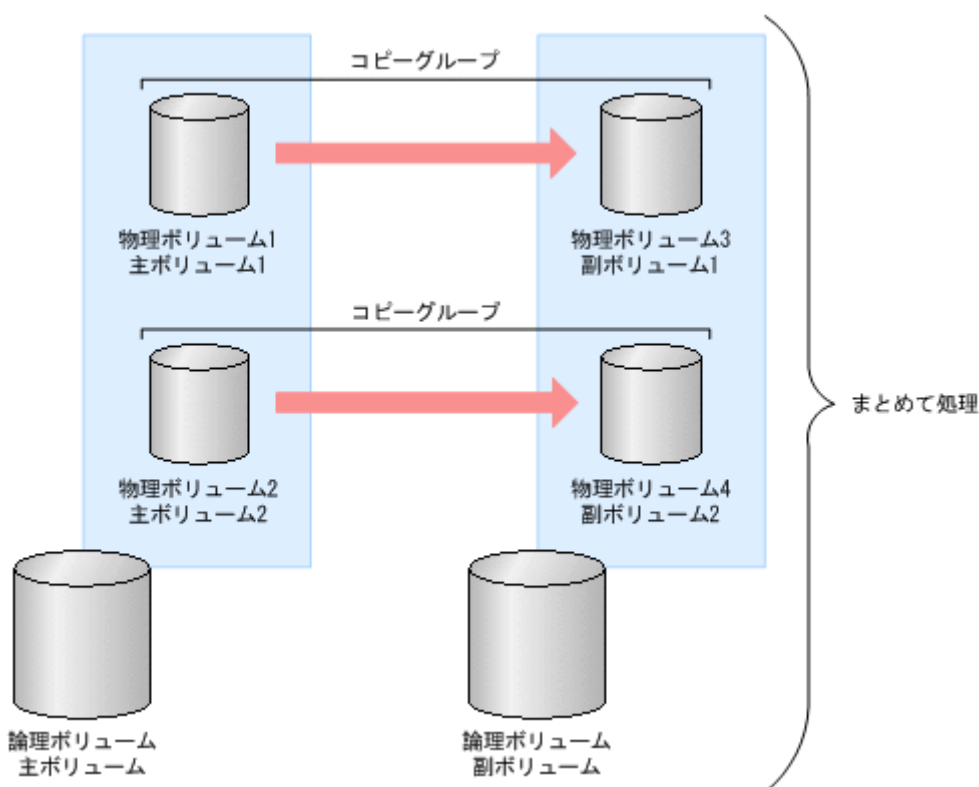 コピーグループ
物理ボリューム1
主ボリューム1
物理ボリューム3
副ボリューム1
コピーグループ
物理ボリューム2
主ボリューム2
物理ボリューム4
副ボリューム2
まとめて処理
論理ボリューム
主ボリューム
論理ボリューム
副ボリューム